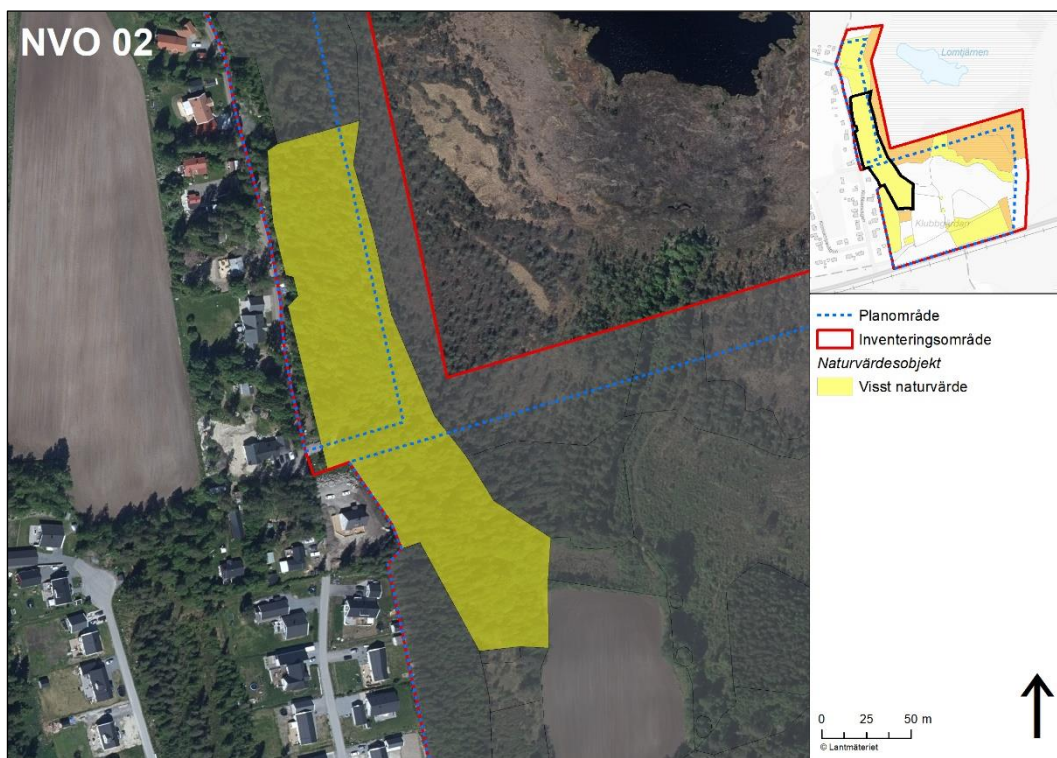 NVO 02
Lomtjärnen
Klubbgärdet
Planområde
Inventeringsområde
Naturvärdesobjekt
Visst naturvärde
0 25 50 m
© Lantmäteriet